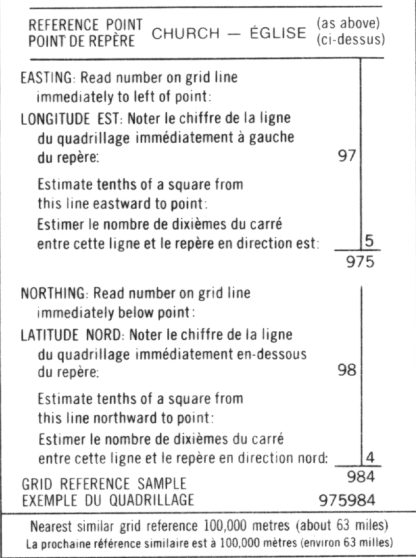 REFERENCE POINT CHURCH — ÉGLISE (as above)
POINT DE REPÈRE (ci-dessus)
EASTING: Read number on grid line
immediately to left of point:
LONGITUDE EST: Noter le chiffre de la ligne
du quadrillage immédiatement à gauche
du repère: 97
Estimate tenths of a square from
this line eastward to point:
Estimer le nombre de dixièmes du carré
entre cette ligne et le repère en direction est: 5
975
NORTHING: Read number on grid line
immediately below point:
LATITUDE NORD: Noter le chiffre de la ligne
du quadrillage immédiatement en-dessous
du repère: 98
Estimate tenths of a square from
this line northward to point:
Estimer le nombre de dixièmes du carré
entre cette ligne et le repère en direction nord: 4
984
GRID REFERENCE SAMPLE
EXEMPLE DU QUADRILLAGE 975984
Nearest similar grid reference 100,000 metres (about 63 miles)
La prochaine référence similaire est à 100,000 mètres (environ 63 milles)